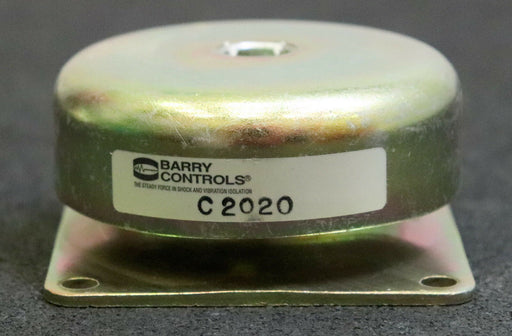 BARRY
CONTROLS®
THE STEADY FORCE IN SHOCK AND VIBRATION ISOLATION
C2020